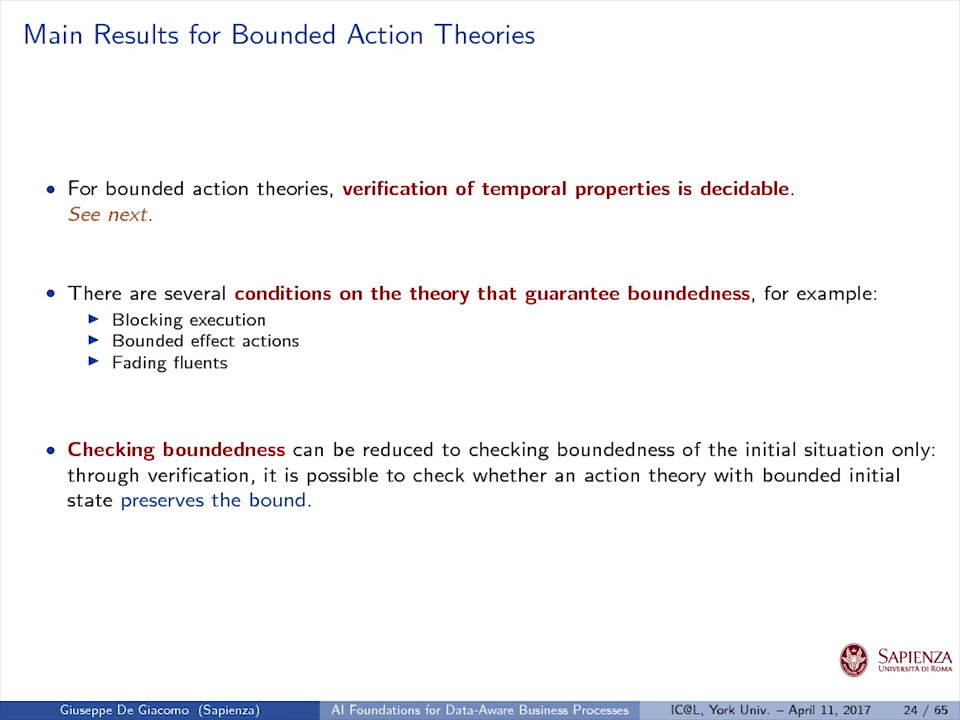 Main Results for Bounded Action Theories
• For bounded action theories, verification of temporal properties is decidable.
See next.
• There are several conditions on the theory that guarantee boundedness, for example:
▶ Blocking execution
▶ Bounded effect actions
▶ Fading fluents
• Checking boundedness can be reduced to checking boundedness of the initial situation only:
through verification, it is possible to check whether an action theory with bounded initial
state preserves the bound.
SAPIENZA
UNIVERSITÀ DI ROMA
Giuseppe De Giacomo (Sapienza) AI Foundations for Data-Aware Business Processes IC@L, York Univ. – April 11, 2017 24 / 65